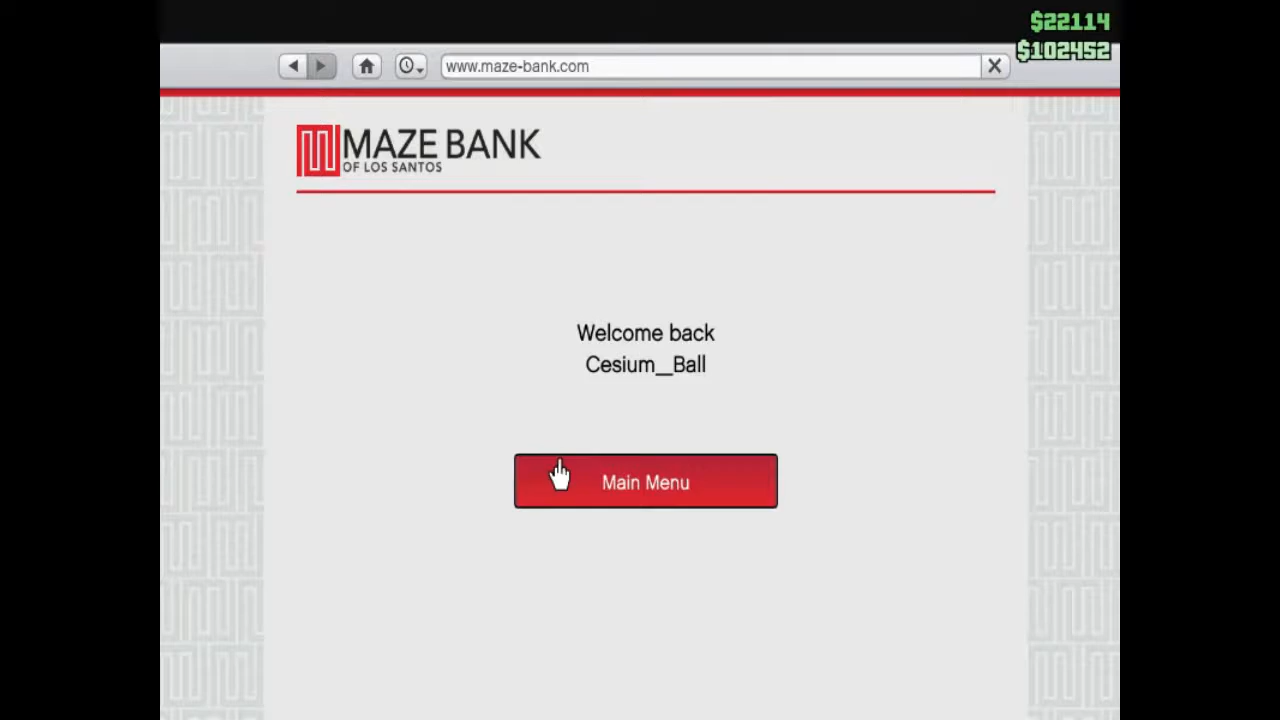 $22114
$102452
www.maze-bank.com
MAZE BANK
OF LOS SANTOS
Welcome back
Cesium__Ball
Main Menu